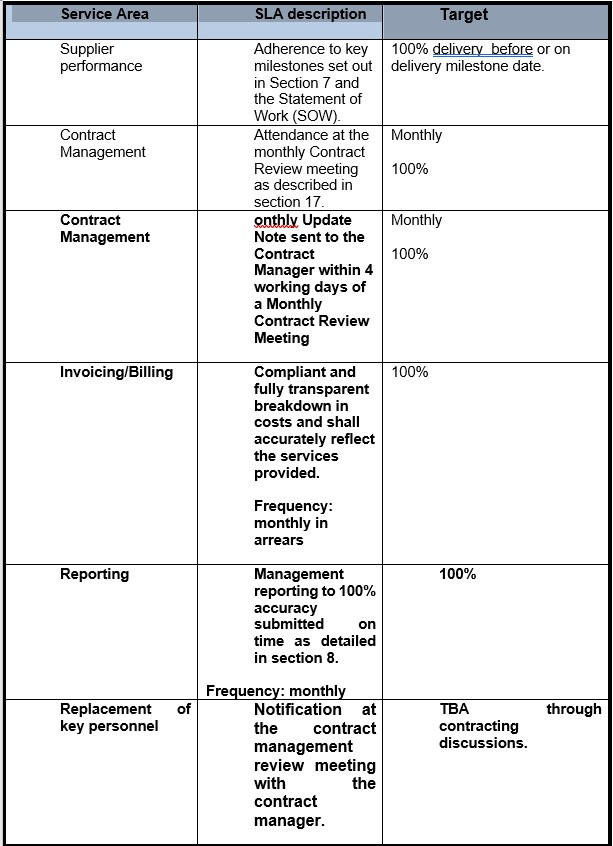 Service Area SLA description Target
Supplier
performance
Adherence to key
milestones set out
in Section 7 and
the Statement of
Work (SOW).
100% delivery  before or on
delivery milestone date.
Contract
Management
Attendance at the
monthly Contract
Review meeting
as described in
section 17.
Monthly
100%
Contract
Management
onthly Update
Note sent to the
Contract
Manager within 4
working days of
a Monthly
Contract Review
Meeting
Monthly
100%
Invoicing/Billing
Compliant and
fully transparent
breakdown in
costs and shall
accurately reflect
the services
provided.
Frequency:
monthly in
arrears
100%
Reporting
Management
reporting to 100%
accuracy
submitted on
time as detailed
in section 8.
Frequency: monthly
100%
Replacement of
key personnel
Notification at
the contract
management
review meeting
with the
contract
manager.
TBA through
contracting
discussions.